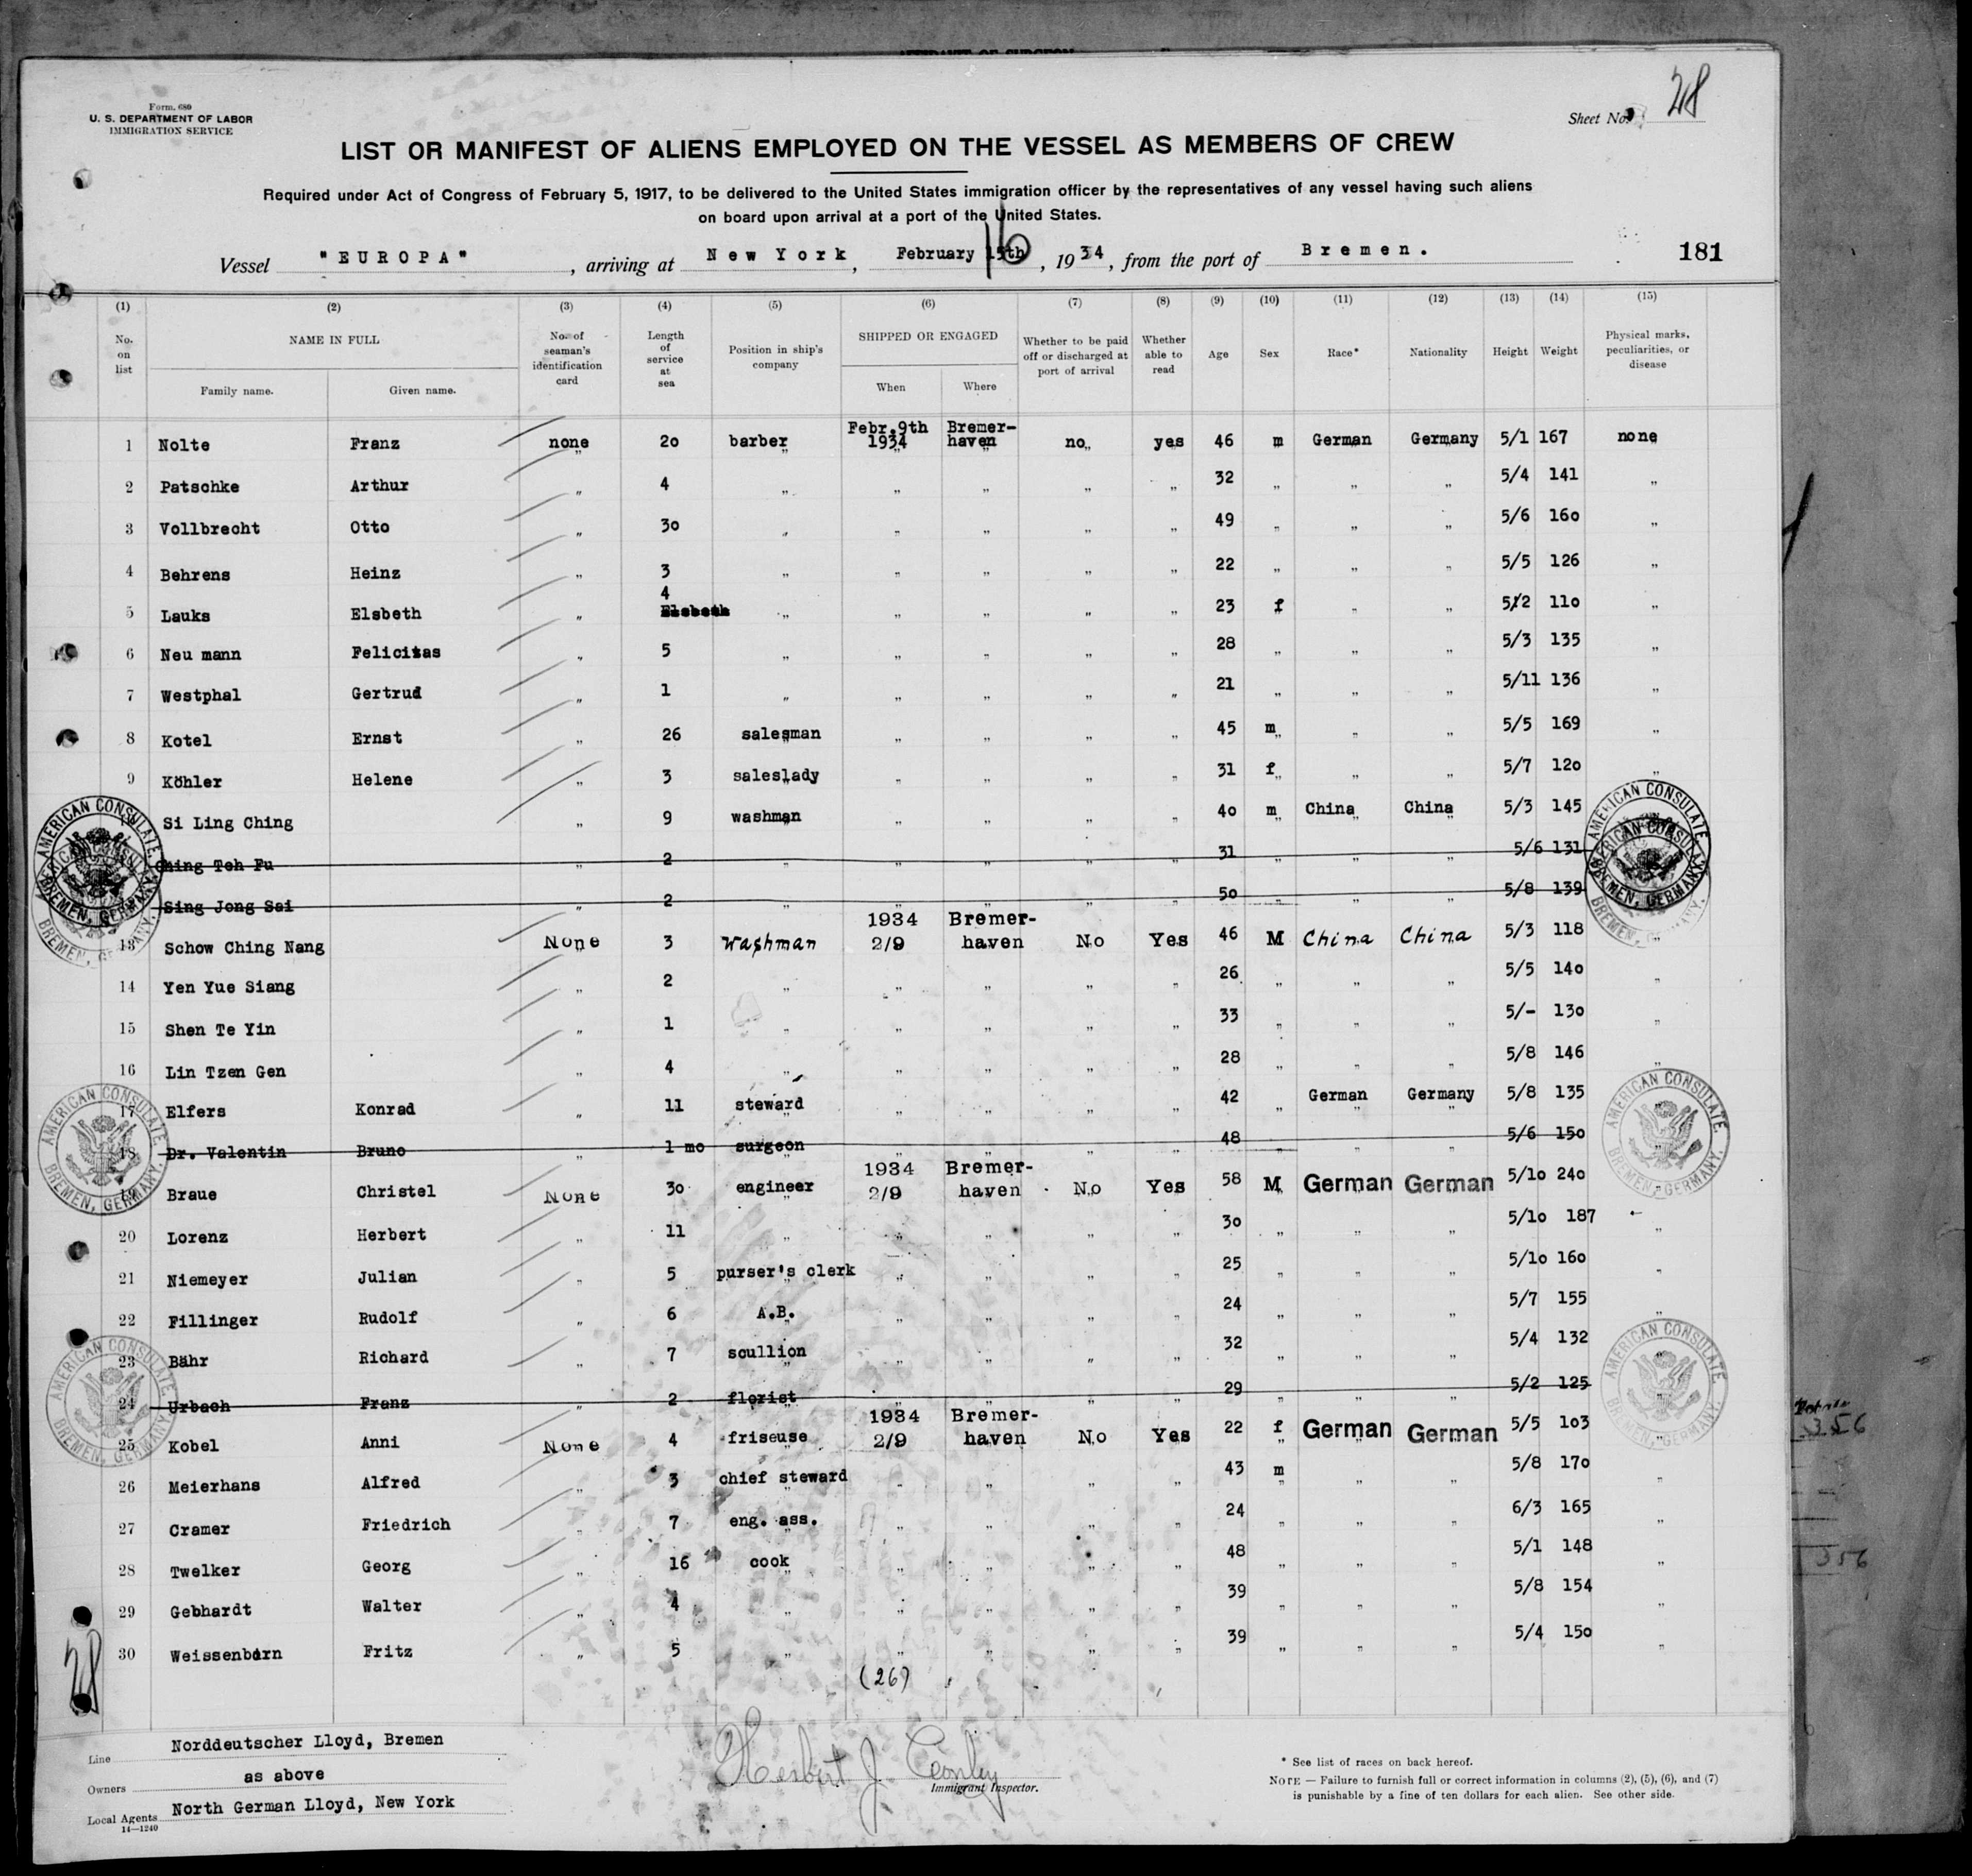 Form. 680
U. S. DEPARTMENT OF LABOR
IMMIGRATION SERVICE
Sheet No. 28
LIST OR MANIFEST OF ALIENS EMPLOYED ON THE VESSEL AS MEMBERS OF CREW
Required under Act of Congress of February 5, 1917, to be delivered to the United States immigration officer by the representatives of any vessel having such aliens
on board upon arrival at a port of the United States.
Vessel "EUROPA", arriving at New York, February 16, 1934, from the port of Bremen. 181
(1) (2) (3) (4) (5) (6) (7) (8) (9) (10) (11) (12) (13) (14) (15)
No. on list NAME IN FULL Family name. Given name. No. of seaman's identification card Length of service at sea Position in ship's company SHIPPED OR ENGAGED When Where Whether to be paid off or discharged at port of arrival Whether able to read Age Sex Race* Nationality Height Weight Physical marks, peculiarities, or disease
1 Nolte Franz none 20 barber Febr.9th 1934 Bremer-haven no yes 46 m German Germany 5/1 167 none
2 Patschke Arthur " 4 " " " " " 32 " " " 5/4 141 "
3 Vollbrecht Otto " 30 " " " " " 49 " " " 5/6 160 "
4 Behrens Heinz " 3 " " " " " 22 " " " 5/5 126 "
5 Lauks Elsbeth " 4 " " " " " 23 f " " 5/2 110 "
6 Neu mann Felicitas " 5 " " " " " 28 " " " 5/3 135 "
7 Westphal Gertrud " 1 " " " " " 21 " " " 5/11 136 "
8 Kotel Ernst " 26 salesman " " " " 45 m " " 5/5 169 "
9 Köhler Helene " 3 saleslady " " " " 31 f " " 5/7 120 "
Si Ling Ching " 9 washman " " " " 40 m China China 5/3 145
Ching Teh Fu " 2 " " " " " 31 " " " 5/6 131
Sing Jong Sai " 2 " " " " " 50 " " " 5/8 139
13 Schow Ching Nang None 3 washman 1934 2/9 Bremer-haven No Yes 46 M China China 5/3 118 "
14 Yen Yue Siang " 2 " " " " " 26 " " " 5/5 140 "
15 Shen Te Yin " 1 " " " " " 33 " " " 5/- 130 "
16 Lin Tzen Gen " 4 " " " " " 28 " " " 5/8 146 "
17 Elfers Konrad " 11 steward " " " " 42 " German Germany 5/8 135
18 Dr. Valentin Bruno " 1 mo surgeon " " " " 48 " " " 5/6 150
19 Braue Christel None 30 engineer 1934 2/9 Bremer-haven No Yes 58 M German German 5/10 240 "
20 Lorenz Herbert " 11 " " " " " 30 " " " 5/10 187 "
21 Niemeyer Julian " 5 purser's clerk " " " " 25 " " " 5/10 160 "
22 Fillinger Rudolf " 6 A.B. " " " " 24 " " " 5/7 155 "
23 Bähr Richard " 7 scullion " " " " 32 " " " 5/4 132
24 Urbach Franz " 2 florist " " " " 29 " " " 5/2 125 "
25 Kobel Anni None 4 friseuse 1934 2/9 Bremer-haven No Yes 22 f German German 5/5 103 "
26 Meierhans Alfred " 3 chief steward " " " " 43 m " " 5/8 170 "
27 Cramer Friedrich " 7 eng. ass. " " " " 24 " " " 6/3 165 "
28 Twelker Georg " 16 cook " " " " 48 " " " 5/1 148 "
29 Gebhardt Walter " 4 " " " " " 39 " " " 5/8 154 "
30 Weissenborn Fritz " 5 " " " " " 39 " " " 5/4 150 "
(26)
28
AMERICAN CONSULATE. BREMEN, GERMANY.
AMERICAN CONSULATE. BREMEN, GERMANY.
AMERICAN CONSULATE. BREMEN, GERMANY.
AMERICAN CONSULATE. BREMEN, GERMANY.
AMERICAN CONSULATE. BREMEN, GERMANY.
AMERICAN CONSULATE. BREMEN, GERMANY.
356
356
Line Norddeutscher Lloyd, Bremen
Owners as above
Local Agents North German Lloyd, New York
14—1240
Herbert J.
Immigrant Inspector.
* See list of races on back hereof.
NOTE — Failure to furnish full or correct information in columns (2), (5), (6), and (7)
is punishable by a fine of ten dollars for each alien. See other side.